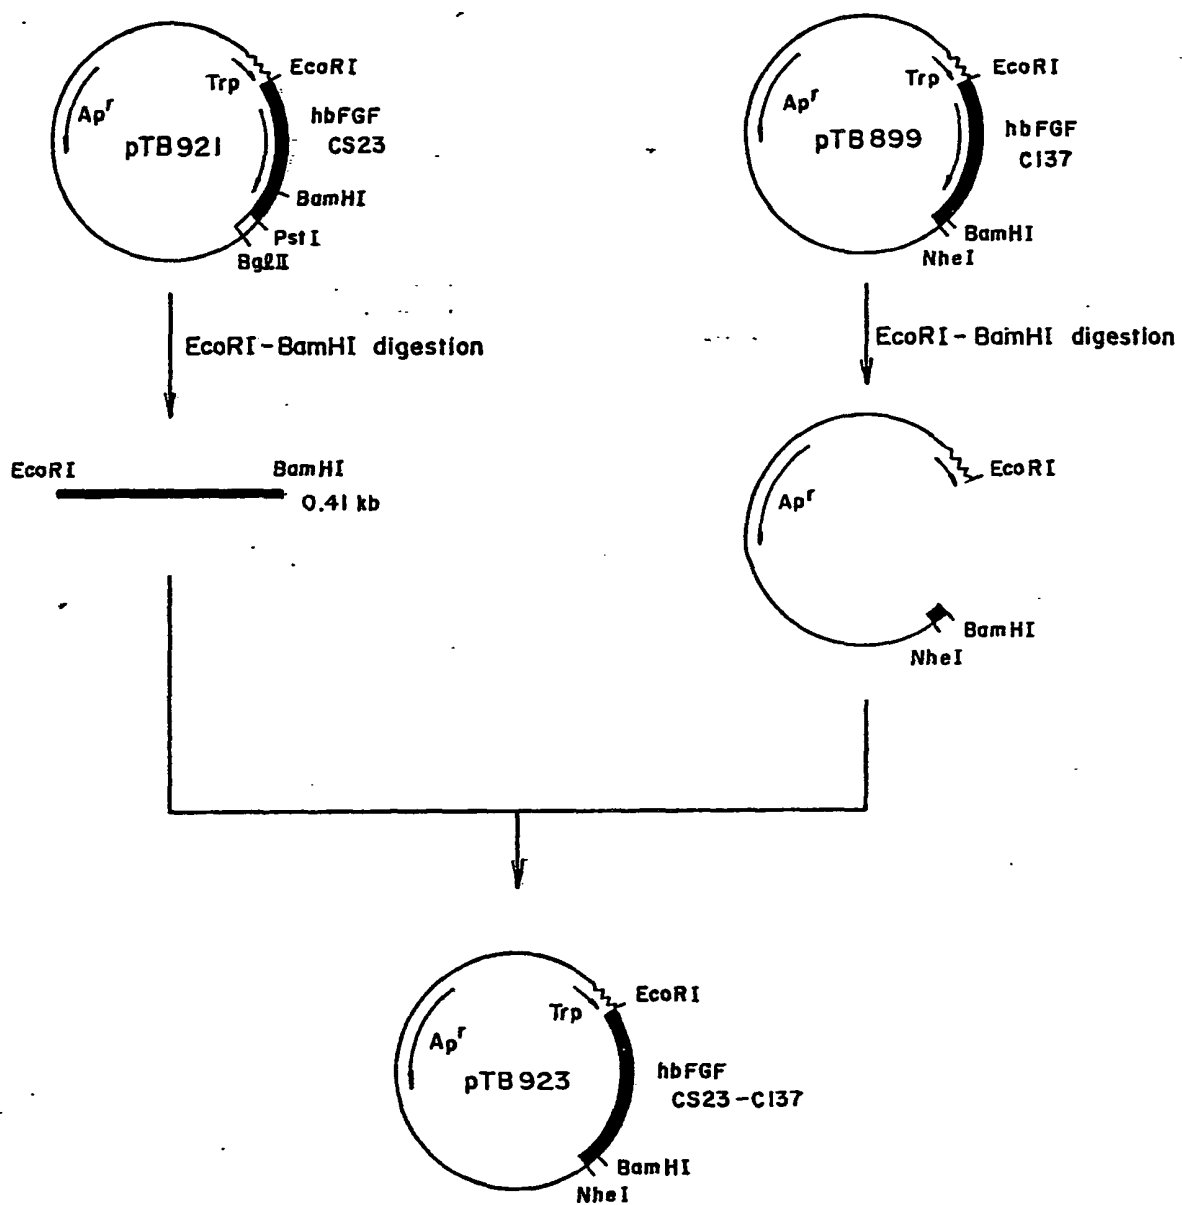 EcoRI
Trp
Apʳ
hbFGF
CS23
pTB921
BamHI
PstI
BglII
EcoRI
Trp
Apʳ
hbFGF
C137
pTB899
BamHI
NheI
EcoRI-BamHI digestion
EcoRI-BamHI digestion
EcoRI
BamHI
0.41 kb
EcoRI
Apʳ
BamHI
NheI
EcoRI
Trp
Apʳ
hbFGF
CS23-C137
pTB923
BamHI
NheI